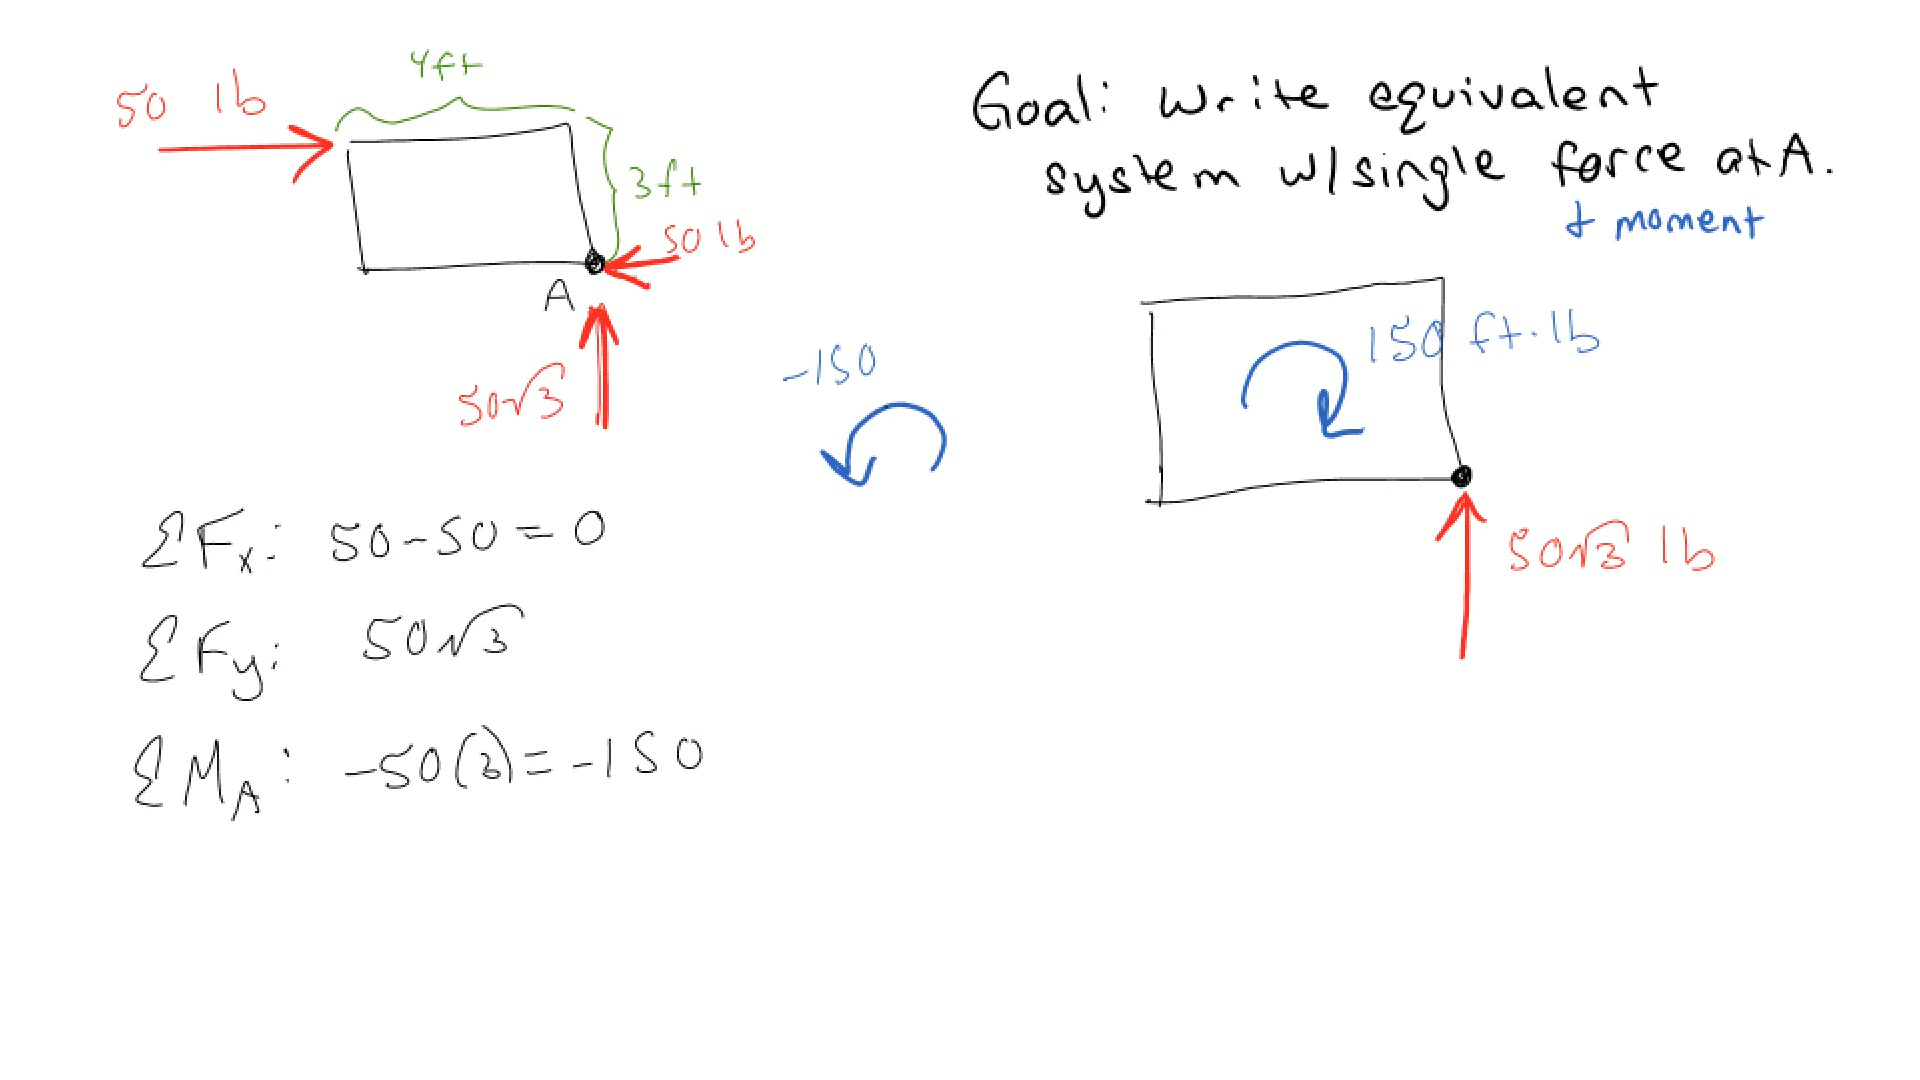 4ft
50 lb
3ft
50 lb
A
50√3
Goal: Write equivalent
system w/single force at A.
+ moment
-150
150 ft·lb
50√3 lb
ΣFx: 50-50=0
ΣFy: 50√3
ΣMA: -50(3)=-150